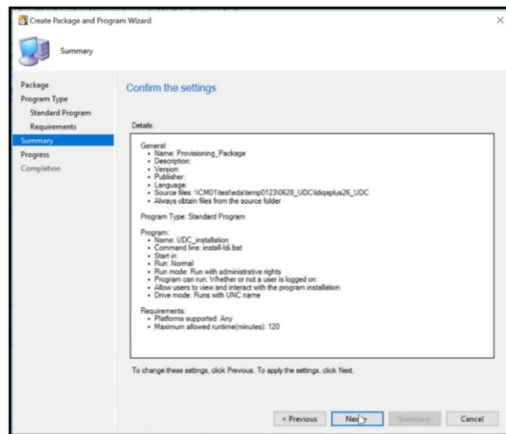 Create Package and Program Wizard
Summary
Package
Program Type
Standard Program
Requirements
Summary
Progress
Completion
Confirm the settings
Details:
General:
• Name: Provisioning_Package
• Description:
• Version:
• Publisher:
• Language:
• Source files:
• Always obtain files from the source folder
Program Type: Standard Program
Program:
• Name: UDC_installation
• Command line: install-ldi.bat
• Start in:
• Run: Normal
• Run mode: Run with administrative rights
• Program can run: Whether or not a user is logged on
• Allow users to view and interact with the program installation
• Drive mode: Runs with UNC name
Requirements:
• Platforms supported: Any
• Maximum allowed runtime(minutes): 120
To change these settings, click Previous. To apply the settings, click Next.
< Previous
Summary
Cancel